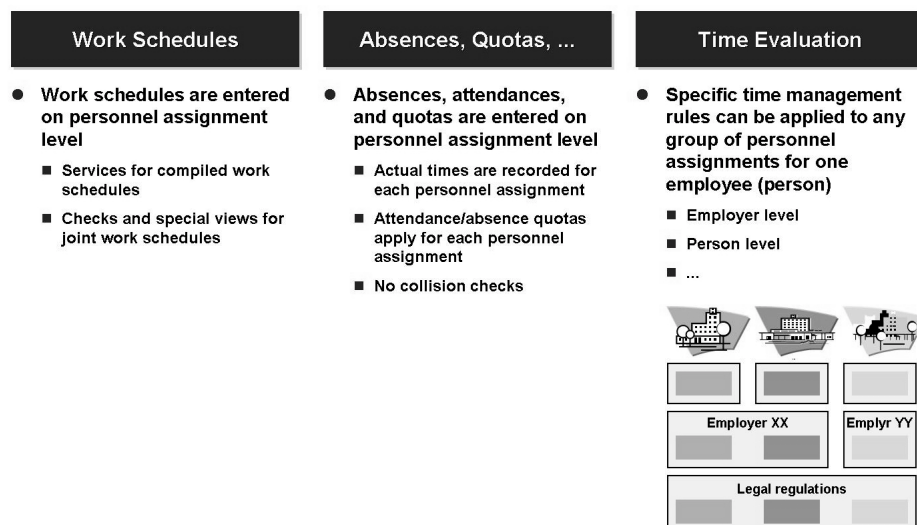 Work Schedules
Work schedules are entered
on personnel assignment
level
Services for compiled work
schedules
Checks and special views for
joint work schedules
Absences, Quotas, ...
Absences, attendances,
and quotas are entered on
personnel assignment level
Actual times are recorded for
each personnel assignment
Attendance/absence quotas
apply for each personnel
assignment
No collision checks
Time Evaluation
Specific time management
rules can be applied to any
group of personnel
assignments for one
employee (person)
Employer level
Person level
...
Employer XX
Emplyr YY
Legal regulations